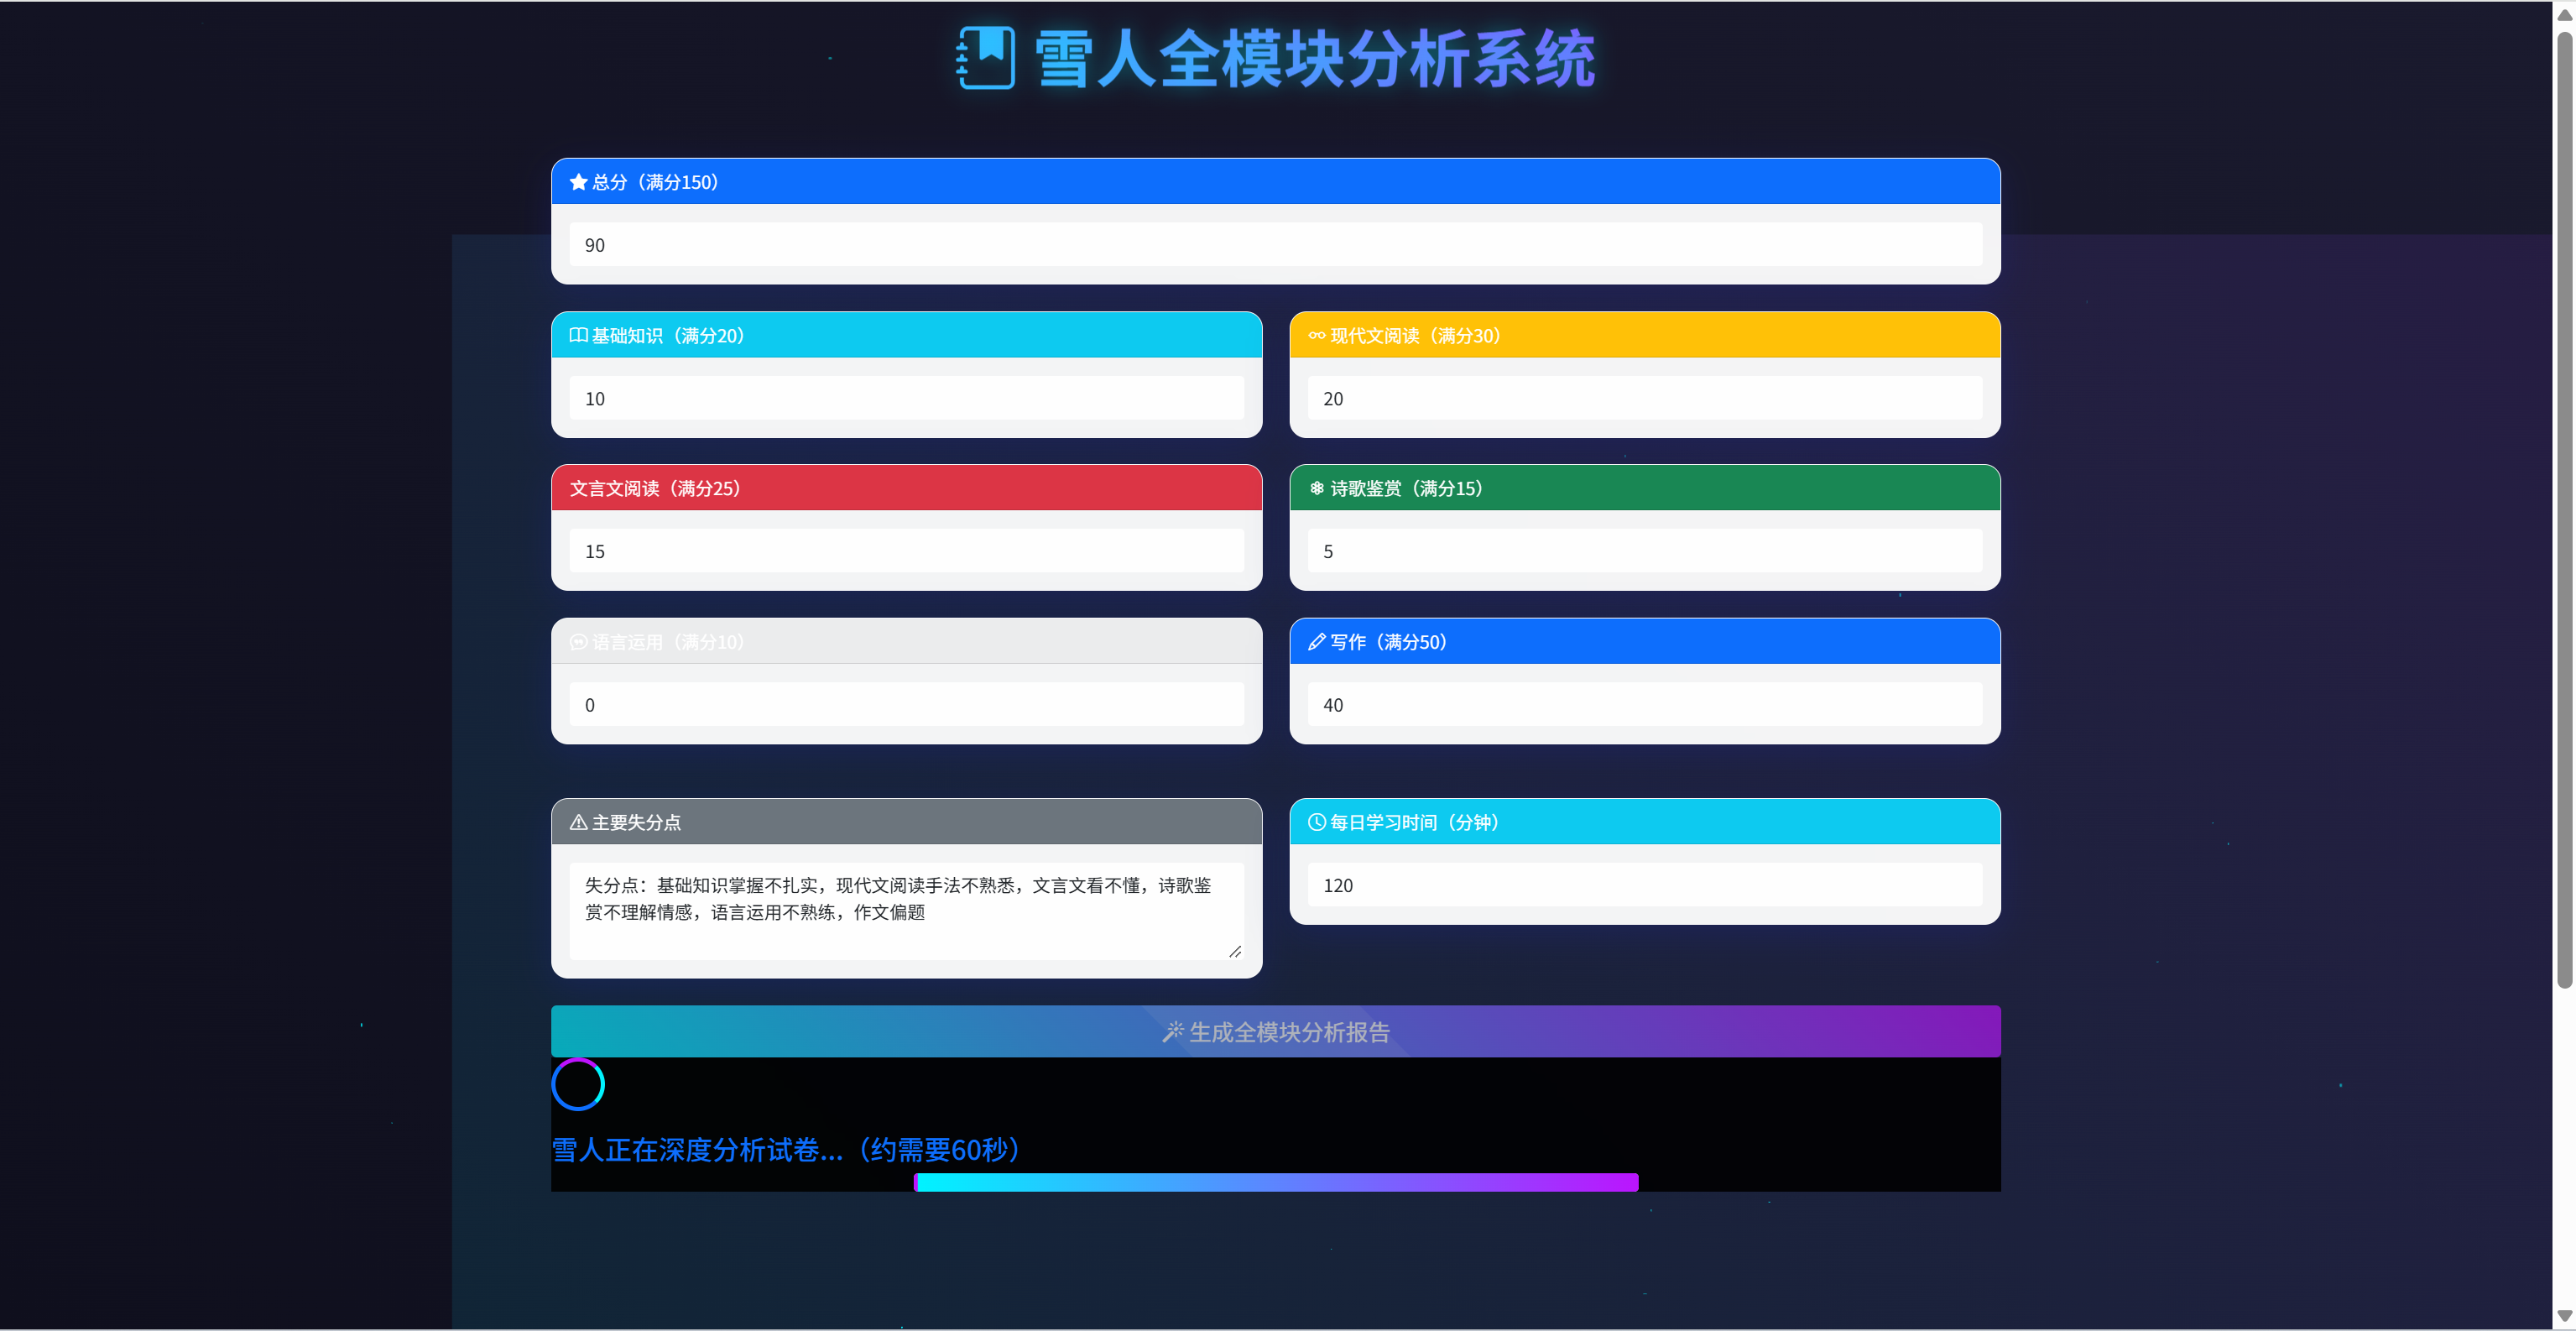 雪人全模块分析系统
总分（满分150）
90
基础知识（满分20）
现代文阅读（满分30）
10
20
文言文阅读（满分25）
诗歌鉴赏（满分15）
15
5
语言运用（满分10）
写作（满分50）
0
40
主要失分点
每日学习时间（分钟）
失分点：基础知识掌握不扎实，现代文阅读手法不熟悉，文言文看不懂，诗歌鉴
赏不理解情感，语言运用不熟练，作文偏题
120
生成全模块分析报告
雪人正在深度分析试卷...（约需要60秒）